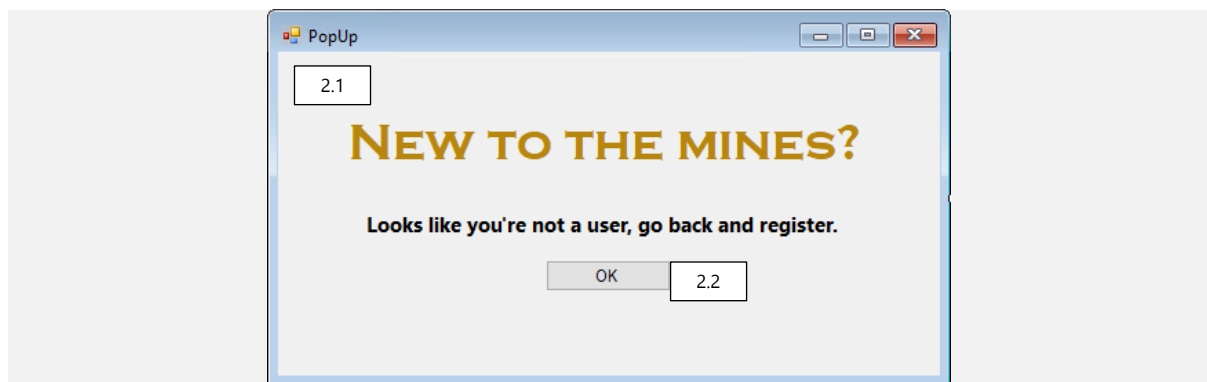 PopUp
2.1
New to the mines?
Looks like you're not a user, go back and register.
OK
2.2